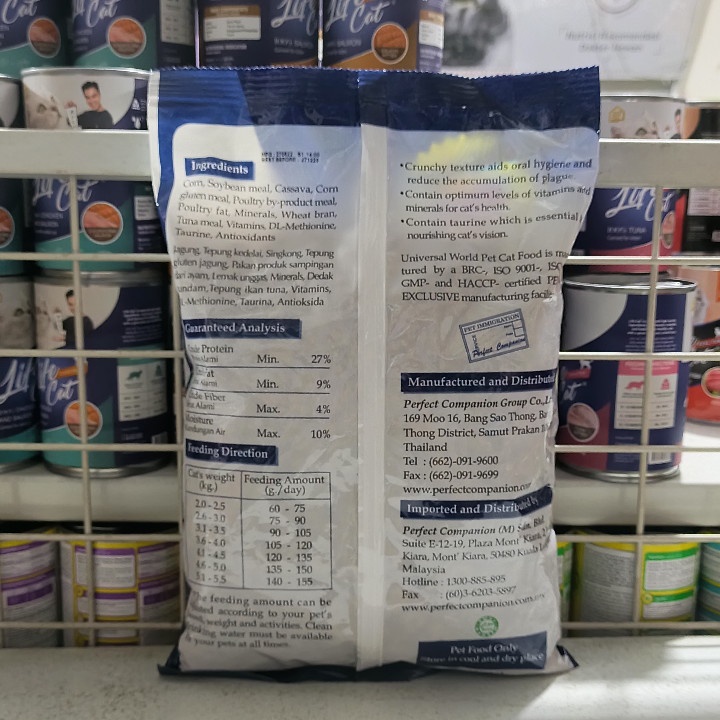 Ingredients
Corn, Soybean meal, Cassava, Corn
gluten meal, Poultry by-product meal,
Poultry fat, Minerals, Wheat bran,
Tuna meal, Vitamins, DL-Methionine,
Taurine, Antioxidants
Jagung, Tepung kedelai, Singkong, Tepung
gluten jagung, Pakan produk sampingan
dari ayam, Lemak unggas, Minerals, Dedak
Tepung ikan tuna, Vitamins,
-Methionine, Taurina, Antioksida
Guaranteed Analysis
Protein
Min. 27%
Min. 9%
Fiber
Max. 4%
Max. 10%
Feeding Direction
Cat's weight (kg.) Feeding Amount (g./day)
2.0 - 2.5 60 - 75
2.6 - 3.0 75 - 90
3.1 - 3.5 90 - 105
3.6 - 4.0 105 - 120
4.1 - 4.5 120 - 135
4.6 - 5.0 135 - 150
5.1 - 5.5 140 - 155
The feeding amount can be
according to your pet's
weight and activities. Clean
water must be available
your pets at all times.
•Crunchy texture aids oral hygiene and
reduce the accumulation of plague
•Contain optimum levels of vitamins and
minerals for cat's health.
•Contain taurine which is essential
nourishing cat's vision.
Universal World Pet Cat Food is
tured by a BRC-, ISO 9001-, ISO
GMP- and HACCP- certified
EXCLUSIVE manufacturing
PET IMMIGRATION
Perfect Companion
Manufactured and
Perfect Companion Group Co.,
169 Moo 16, Bang Sao Thong,
Thong District, Samut Prakan
Thailand
Tel : (662)-091-9600
Fax : (662)-091-9699
www.perfectcompanion.com
Imported and Distributed by
Perfect Companion (M) Sdn. Bhd.
Suite E-12-19, Plaza Mont' Kiara, 2
Kiara, Mont' Kiara, 50480 Kuala
Malaysia
Hotline : 1300-885-895
Fax : (60)3-6203-5897
www.perfectcompanion.com.my
Pet Food Only
Store in cool and dry place